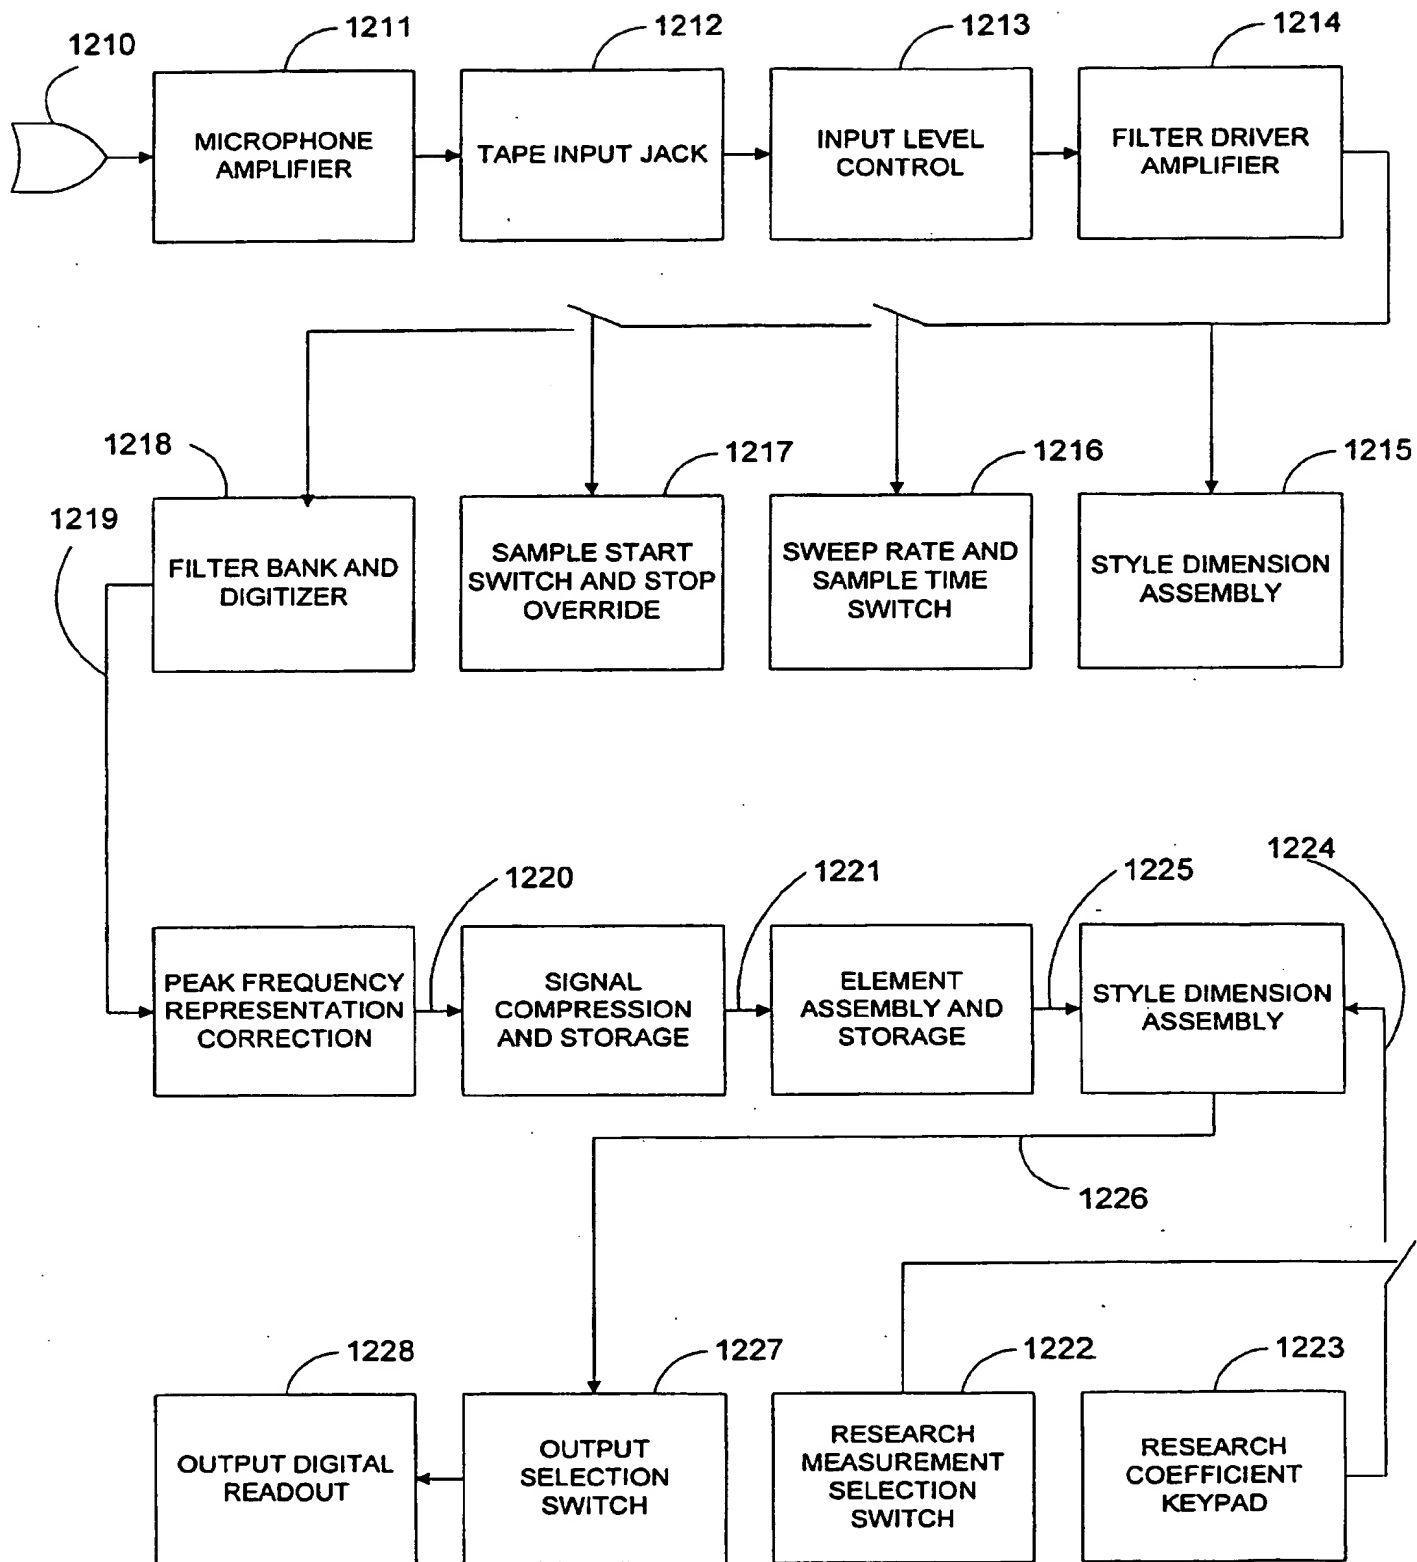 1210
1211
1212
1213
1214
MICROPHONE
AMPLIFIER
TAPE INPUT JACK
INPUT LEVEL
CONTROL
FILTER DRIVER
AMPLIFIER
1218
1217
1216
1215
1219
FILTER BANK AND
DIGITIZER
SAMPLE START
SWITCH AND STOP
OVERRIDE
SWEEP RATE AND
SAMPLE TIME
SWITCH
STYLE DIMENSION
ASSEMBLY
1220
1221
1225
1224
PEAK FREQUENCY
REPRESENTATION
CORRECTION
SIGNAL
COMPRESSION
AND STORAGE
ELEMENT
ASSEMBLY AND
STORAGE
STYLE DIMENSION
ASSEMBLY
1226
1228
1227
1222
1223
OUTPUT DIGITAL
READOUT
OUTPUT
SELECTION
SWITCH
RESEARCH
MEASUREMENT
SELECTION
SWITCH
RESEARCH
COEFFICIENT
KEYPAD